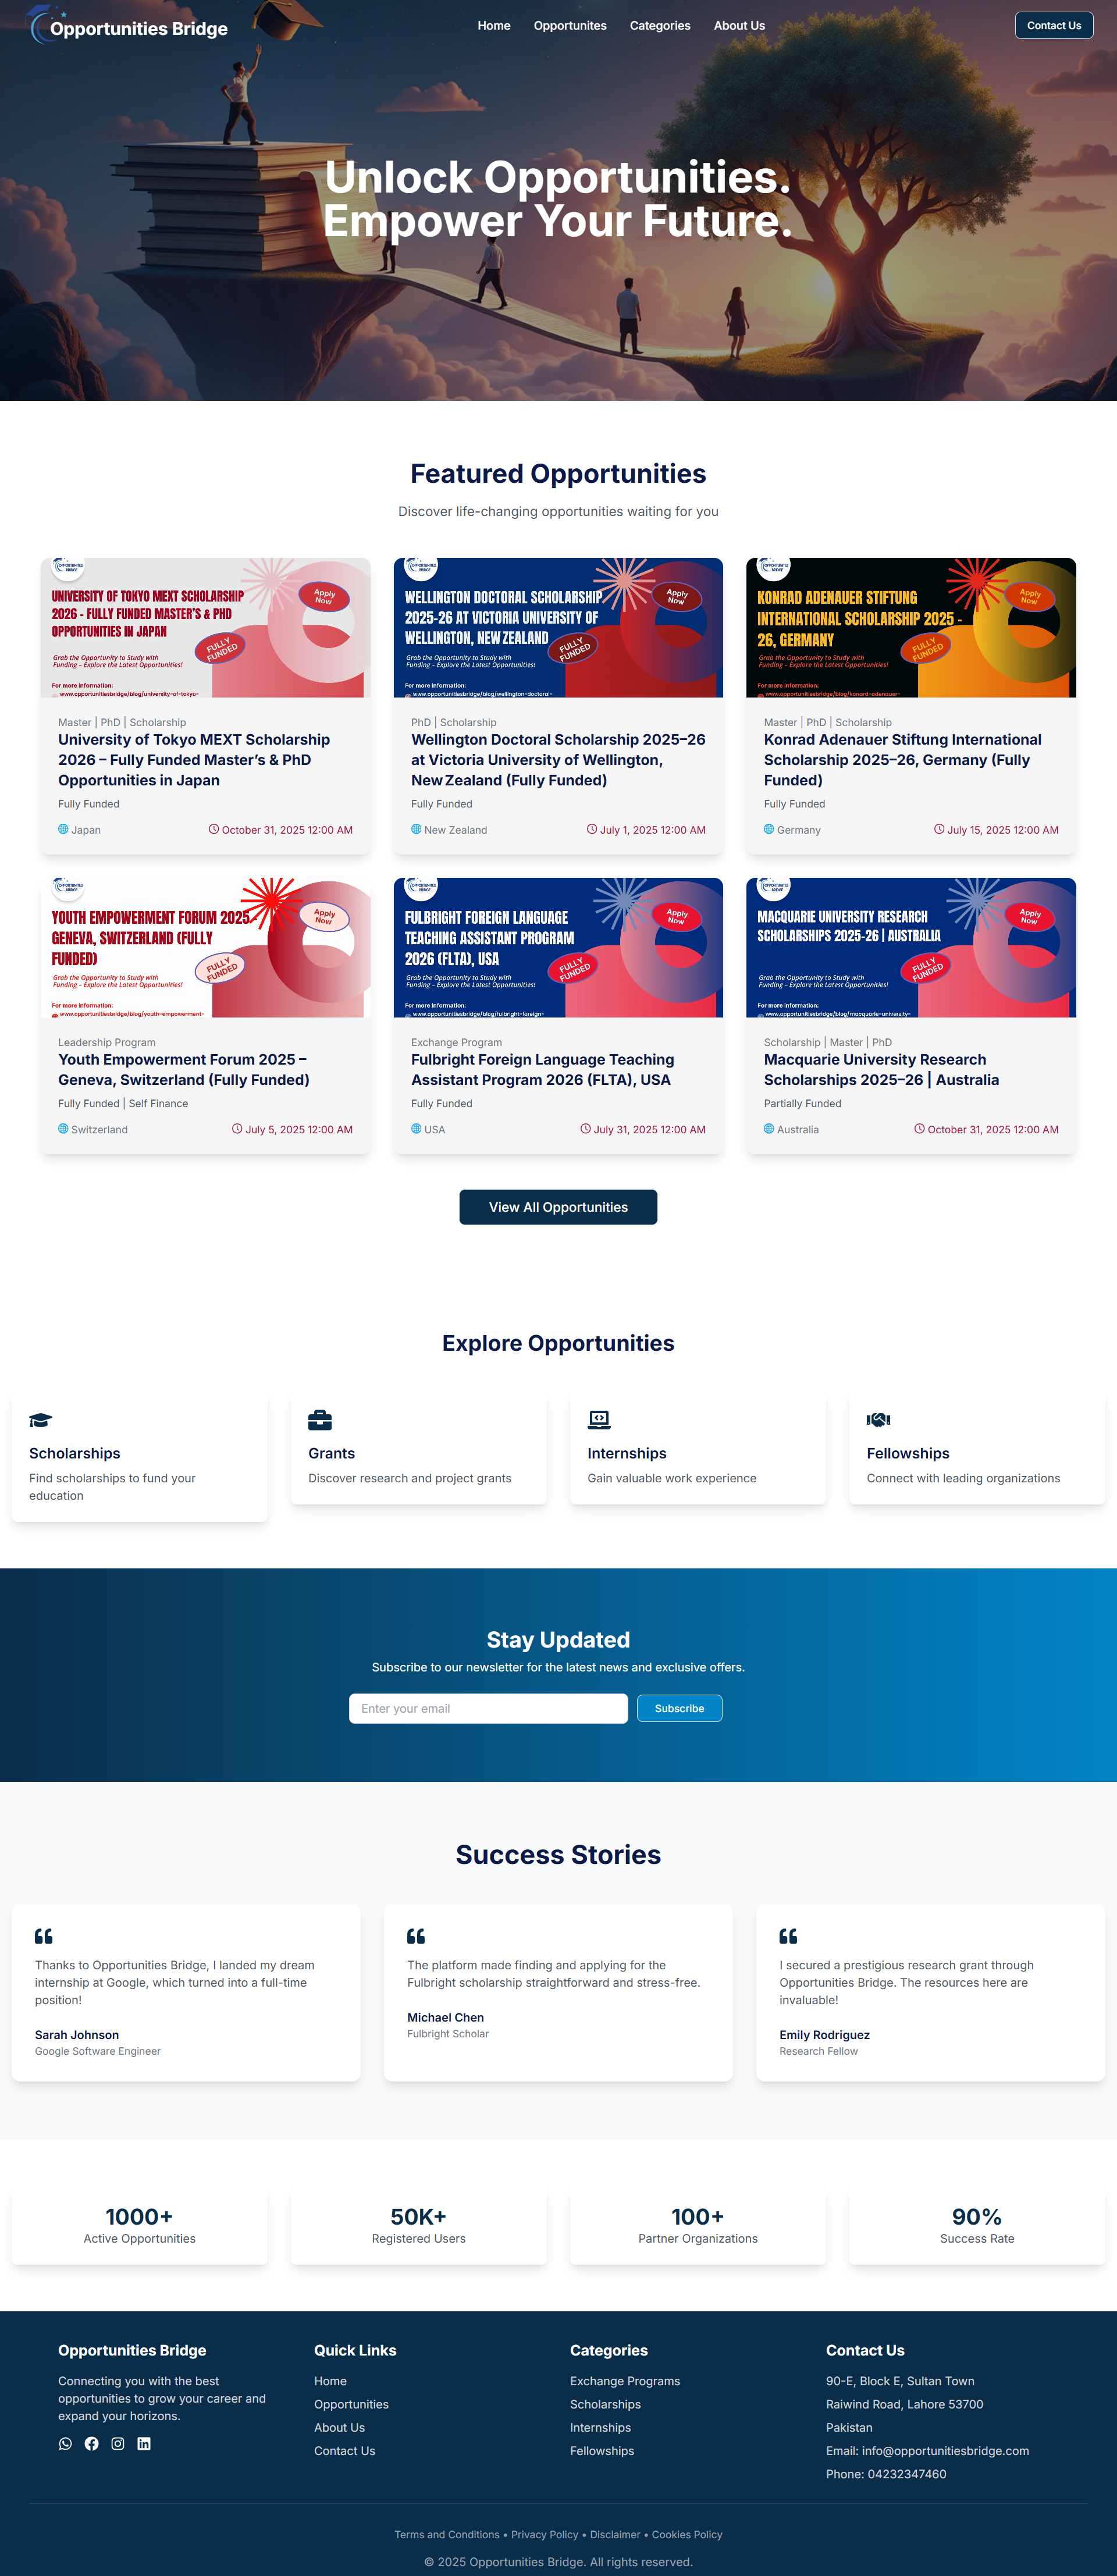 Opportunities Bridge
Home
Opportunites
Categories
About Us
Contact Us
Unlock Opportunities.
Empower Your Future.
Featured Opportunities
Discover life-changing opportunities waiting for you
OPPORTUNITIES
BRIDGE
UNIVERSITY OF TOKYO MEXT SCHOLARSHIP
2026 - FULLY FUNDED MASTER'S & PHD
OPPORTUNITIES IN JAPAN
Apply
Now
FULLY
FUNDED
Grab the Opportunity to Study with
Funding – Explore the Latest Opportunities!
For more information:
www.opportunitiesbridge/blog/university-of-tokyo-
Master | PhD | Scholarship
University of Tokyo MEXT Scholarship
2026 – Fully Funded Master’s & PhD
Opportunities in Japan
Fully Funded
Japan
October 31, 2025 12:00 AM
OPPORTUNITIES
BRIDGE
WELLINGTON DOCTORAL SCHOLARSHIP
2025-26 AT VICTORIA UNIVERSITY OF
WELLINGTON, NEW ZEALAND
Apply
Now
FULLY
FUNDED
Grab the Opportunity to Study with
Funding – Explore the Latest Opportunities!
For more information:
www.opportunitiesbridge/blog/wellington-doctoral-
PhD | Scholarship
Wellington Doctoral Scholarship 2025–26
at Victoria University of Wellington,
New Zealand (Fully Funded)
Fully Funded
New Zealand
July 1, 2025 12:00 AM
OPPORTUNITIES
BRIDGE
KONRAD ADENAUER STIFTUNG
INTERNATIONAL SCHOLARSHIP 2025 -
26, GERMANY
Apply
Now
FULLY
FUNDED
Grab the Opportunity to Study with
Funding – Explore the Latest Opportunities!
For more information:
www.opportunitiesbridge/blog/konard-adenauer-
Master | PhD | Scholarship
Konrad Adenauer Stiftung International
Scholarship 2025–26, Germany (Fully
Funded)
Fully Funded
Germany
July 15, 2025 12:00 AM
OPPORTUNITIES
BRIDGE
YOUTH EMPOWERMENT FORUM 2025 -
GENEVA, SWITZERLAND (FULLY
FUNDED)
Apply
Now
FULLY
FUNDED
Grab the Opportunity to Study with
Funding – Explore the Latest Opportunities!
For more information:
www.opportunitiesbridge/blog/youth-empowerment-
Leadership Program
Youth Empowerment Forum 2025 –
Geneva, Switzerland (Fully Funded)
Fully Funded | Self Finance
Switzerland
July 5, 2025 12:00 AM
OPPORTUNITIES
BRIDGE
FULBRIGHT FOREIGN LANGUAGE
TEACHING ASSISTANT PROGRAM
2026 (FLTA), USA
Apply
Now
FULLY
FUNDED
Grab the Opportunity to Study with
Funding – Explore the Latest Opportunities!
For more information:
www.opportunitiesbridge/blog/fulbright-foreign-
Exchange Program
Fulbright Foreign Language Teaching
Assistant Program 2026 (FLTA), USA
Fully Funded
USA
July 31, 2025 12:00 AM
OPPORTUNITIES
BRIDGE
MACQUARIE UNIVERSITY RESEARCH
SCHOLARSHIPS 2025-26 | AUSTRALIA
Apply
Now
FULLY
FUNDED
Grab the Opportunity to Study with
Funding – Explore the Latest Opportunities!
For more information:
www.opportunitiesbridge/blog/macquarie-university-
Scholarship | Master | PhD
Macquarie University Research
Scholarships 2025–26 | Australia
Partially Funded
Australia
October 31, 2025 12:00 AM
View All Opportunities
Explore Opportunities
Scholarships
Find scholarships to fund your
education
Grants
Discover research and project grants
Internships
Gain valuable work experience
Fellowships
Connect with leading organizations
Stay Updated
Subscribe to our newsletter for the latest news and exclusive offers.
Enter your email
Subscribe
Success Stories
Thanks to Opportunities Bridge, I landed my dream
internship at Google, which turned into a full-time
position!
Sarah Johnson
Google Software Engineer
The platform made finding and applying for the
Fulbright scholarship straightforward and stress-free.
Michael Chen
Fulbright Scholar
I secured a prestigious research grant through
Opportunities Bridge. The resources here are
invaluable!
Emily Rodriguez
Research Fellow
1000+
Active Opportunities
50K+
Registered Users
100+
Partner Organizations
90%
Success Rate
Opportunities Bridge
Connecting you with the best
opportunities to grow your career and
expand your horizons.
Quick Links
Home
Opportunities
About Us
Contact Us
Categories
Exchange Programs
Scholarships
Internships
Fellowships
Contact Us
90-E, Block E, Sultan Town
Raiwind Road, Lahore 53700
Pakistan
Email: info@opportunitiesbridge.com
Phone: 04232347460
Terms and Conditions • Privacy Policy • Disclaimer • Cookies Policy
© 2025 Opportunities Bridge. All rights reserved.